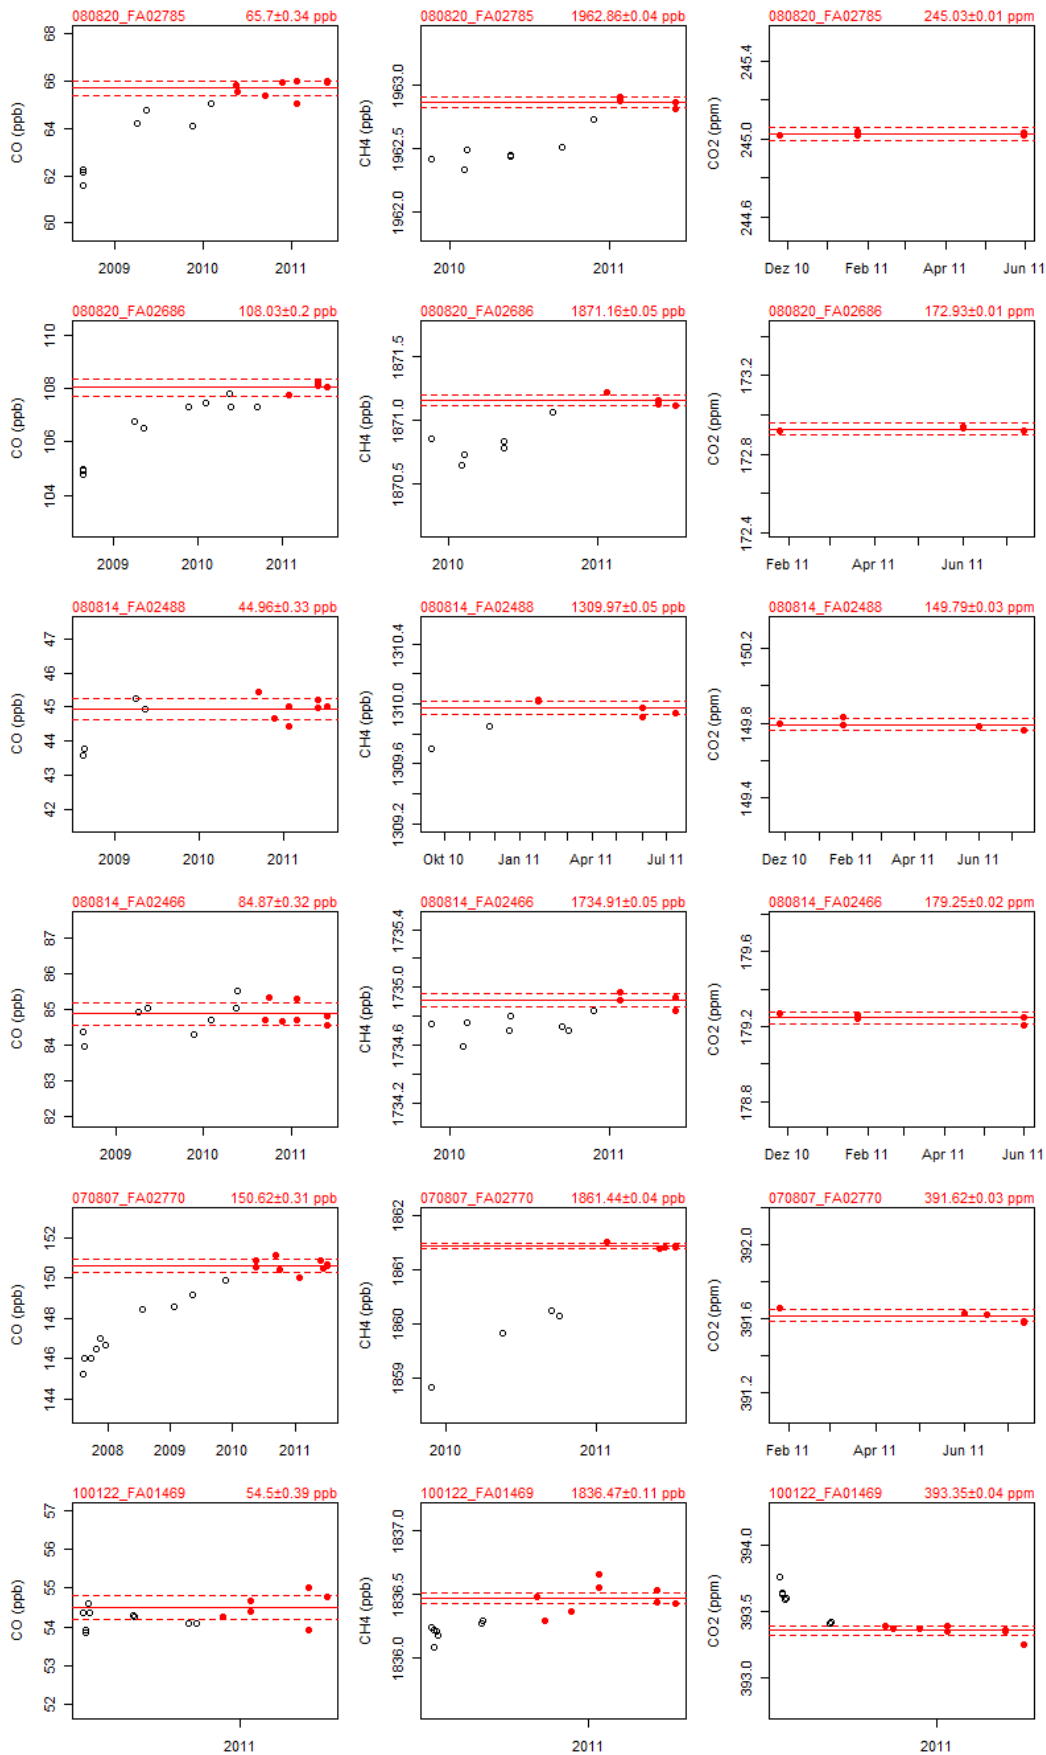 080820_FA02785 65.7±0.34 ppb
CO (ppb)
68
66
64
62
60
2009 2010 2011
080820_FA02785 1962.86±0.04 ppb
CH4 (ppb)
1963.0
1962.5
1962.0
2010 2011
080820_FA02785 245.03±0.01 ppm
CO2 (ppm)
245.4
245.0
244.6
Dez 10 Feb 11 Apr 11 Jun 11
080820_FA02686 108.03±0.2 ppb
CO (ppb)
110
108
106
104
2009 2010 2011
080820_FA02686 1871.16±0.05 ppb
CH4 (ppb)
1871.5
1871.0
1870.5
2010 2011
080820_FA02686 172.93±0.01 ppm
CO2 (ppm)
173.2
172.8
172.4
Feb 11 Apr 11 Jun 11
080814_FA02488 44.96±0.33 ppb
CO (ppb)
47
46
45
44
43
42
2009 2010 2011
080814_FA02488 1309.97±0.05 ppb
CH4 (ppb)
1310.4
1310.0
1309.6
1309.2
Okt 10 Jan 11 Apr 11 Jul 11
080814_FA02488 149.79±0.03 ppm
CO2 (ppm)
150.2
149.8
149.4
Dez 10 Feb 11 Apr 11 Jun 11
080814_FA02466 84.87±0.32 ppb
CO (ppb)
87
86
85
84
83
82
2009 2010 2011
080814_FA02466 1734.91±0.05 ppb
CH4 (ppb)
1735.4
1735.0
1734.6
1734.2
2010 2011
080814_FA02466 179.25±0.02 ppm
CO2 (ppm)
179.6
179.2
178.8
Dez 10 Feb 11 Apr 11 Jun 11
070807_FA02770 150.62±0.31 ppb
CO (ppb)
152
150
148
146
144
2008 2009 2010 2011
070807_FA02770 1861.44±0.04 ppb
CH4 (ppb)
1862
1861
1860
1859
2010 2011
070807_FA02770 391.62±0.03 ppm
CO2 (ppm)
392.0
391.6
391.2
Feb 11 Apr 11 Jun 11
100122_FA01469 54.5±0.39 ppb
CO (ppb)
57
56
55
54
53
52
2011
100122_FA01469 1836.47±0.11 ppb
CH4 (ppb)
1837.0
1836.5
1836.0
2011
100122_FA01469 393.35±0.04 ppm
CO2 (ppm)
394.0
393.5
393.0
2011